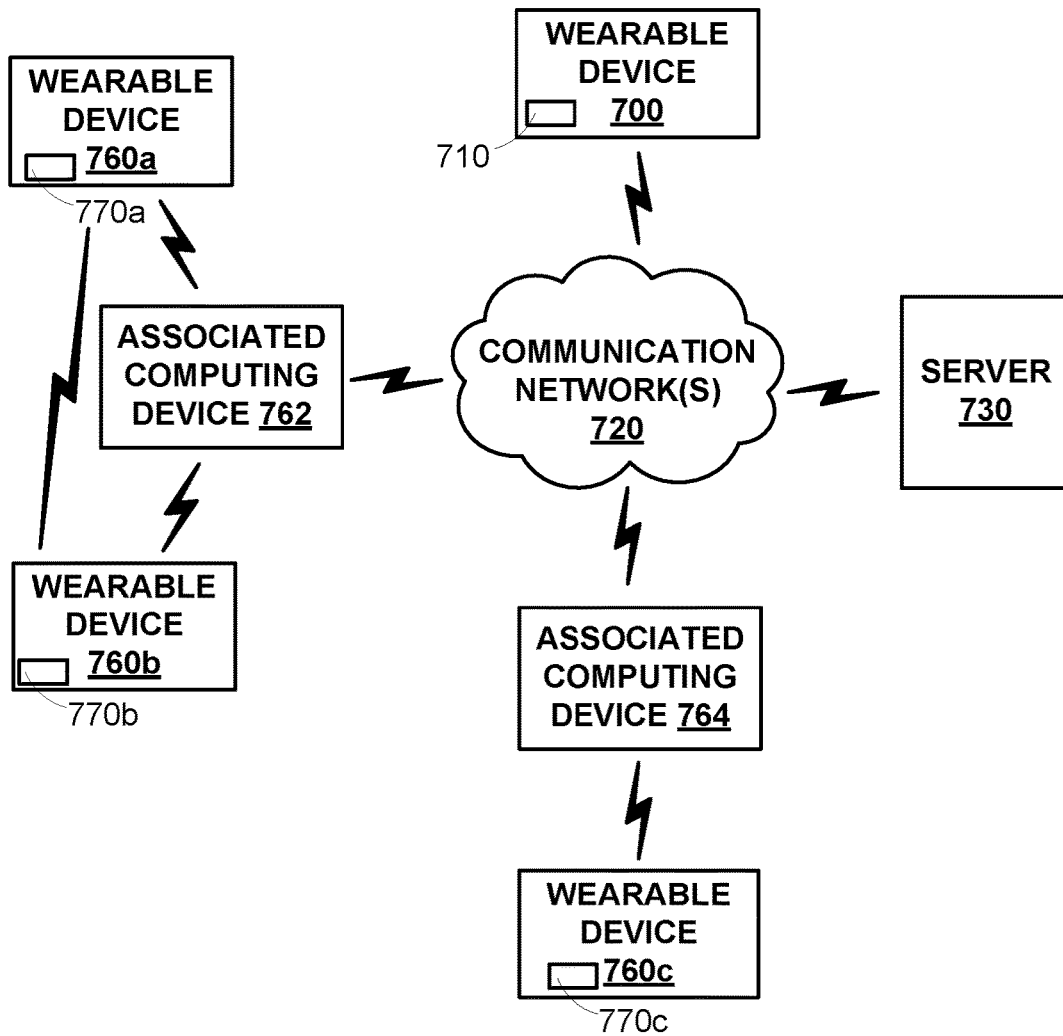 WEARABLE
DEVICE
700
710
WEARABLE
DEVICE
760a
770a
ASSOCIATED
COMPUTING
DEVICE 762
COMMUNICATION
NETWORK(S)
720
SERVER
730
WEARABLE
DEVICE
760b
770b
ASSOCIATED
COMPUTING
DEVICE 764
WEARABLE
DEVICE
760c
770c